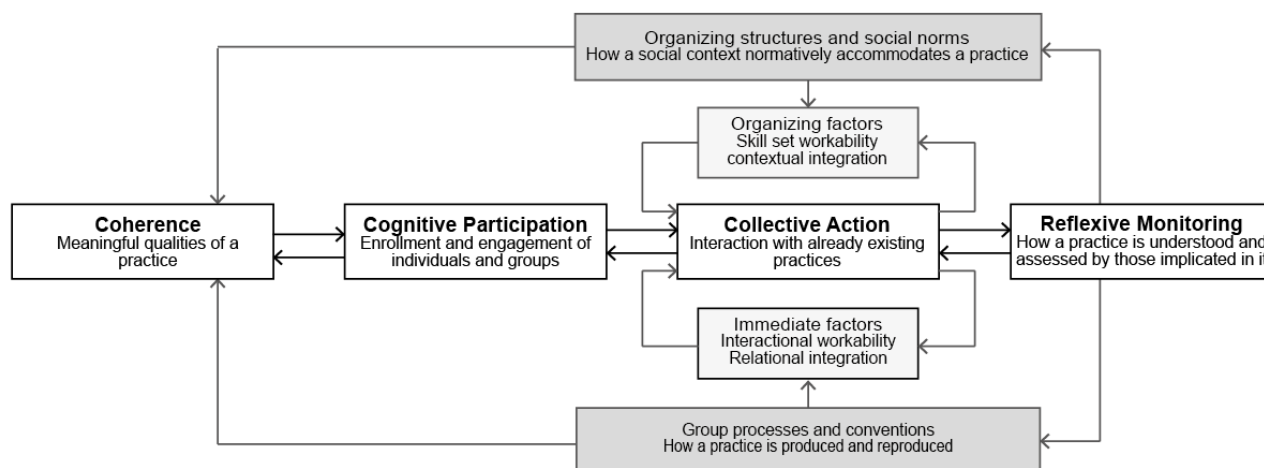 Organizing structures and social norms
How a social context normatively accommodates a practice
Organizing factors
Skill set workability
contextual integration
Coherence
Meaningful qualities of a
practice
Cognitive Participation
Enrollment and engagement of
individuals and groups
Collective Action
Interaction with already existing
practices
Reflexive Monitoring
How a practice is understood and
assessed by those implicated in it
Immediate factors
Interactional workability
Relational integration
Group processes and conventions
How a practice is produced and reproduced